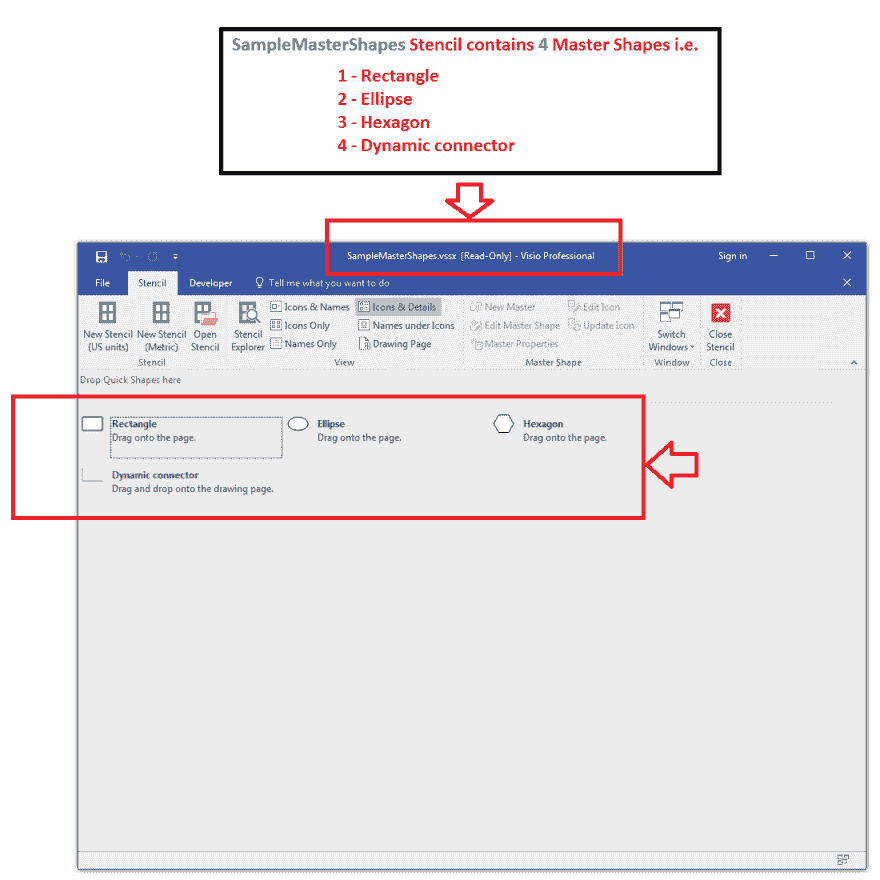 SampleMasterShapes Stencil contains 4 Master Shapes i.e.
1 - Rectangle
2 - Ellipse
3 - Hexagon
4 - Dynamic connector
SampleMasterShapes.vssx [Read-Only] - Visio Professional
Sign in
File
Stencil
Developer
Tell me what you want to do
New Stencil (US units)
New Stencil (Metric)
Open Stencil
Stencil
Stencil Explorer
Icons & Names
Icons Only
Names Only
Icons & Details
Names under Icons
Drawing Page
View
New Master
Edit Master Shape
Master Properties
Edit Icon
Update Icon
Master Shape
Switch Windows
Window
Close Stencil
Close
Drop Quick Shapes here
Rectangle
Drag onto the page.
Ellipse
Drag onto the page.
Hexagon
Drag onto the page.
Dynamic connector
Drag and drop onto the drawing page.